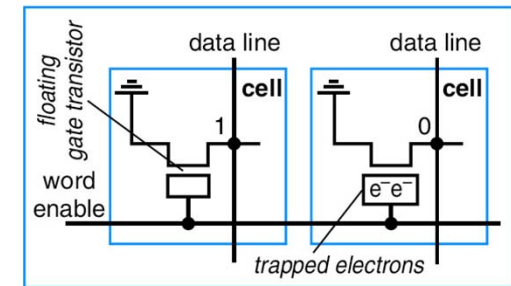 data line
data line
floating
gate transistor
cell
cell
1
0
word
enable
e⁻e⁻
trapped electrons